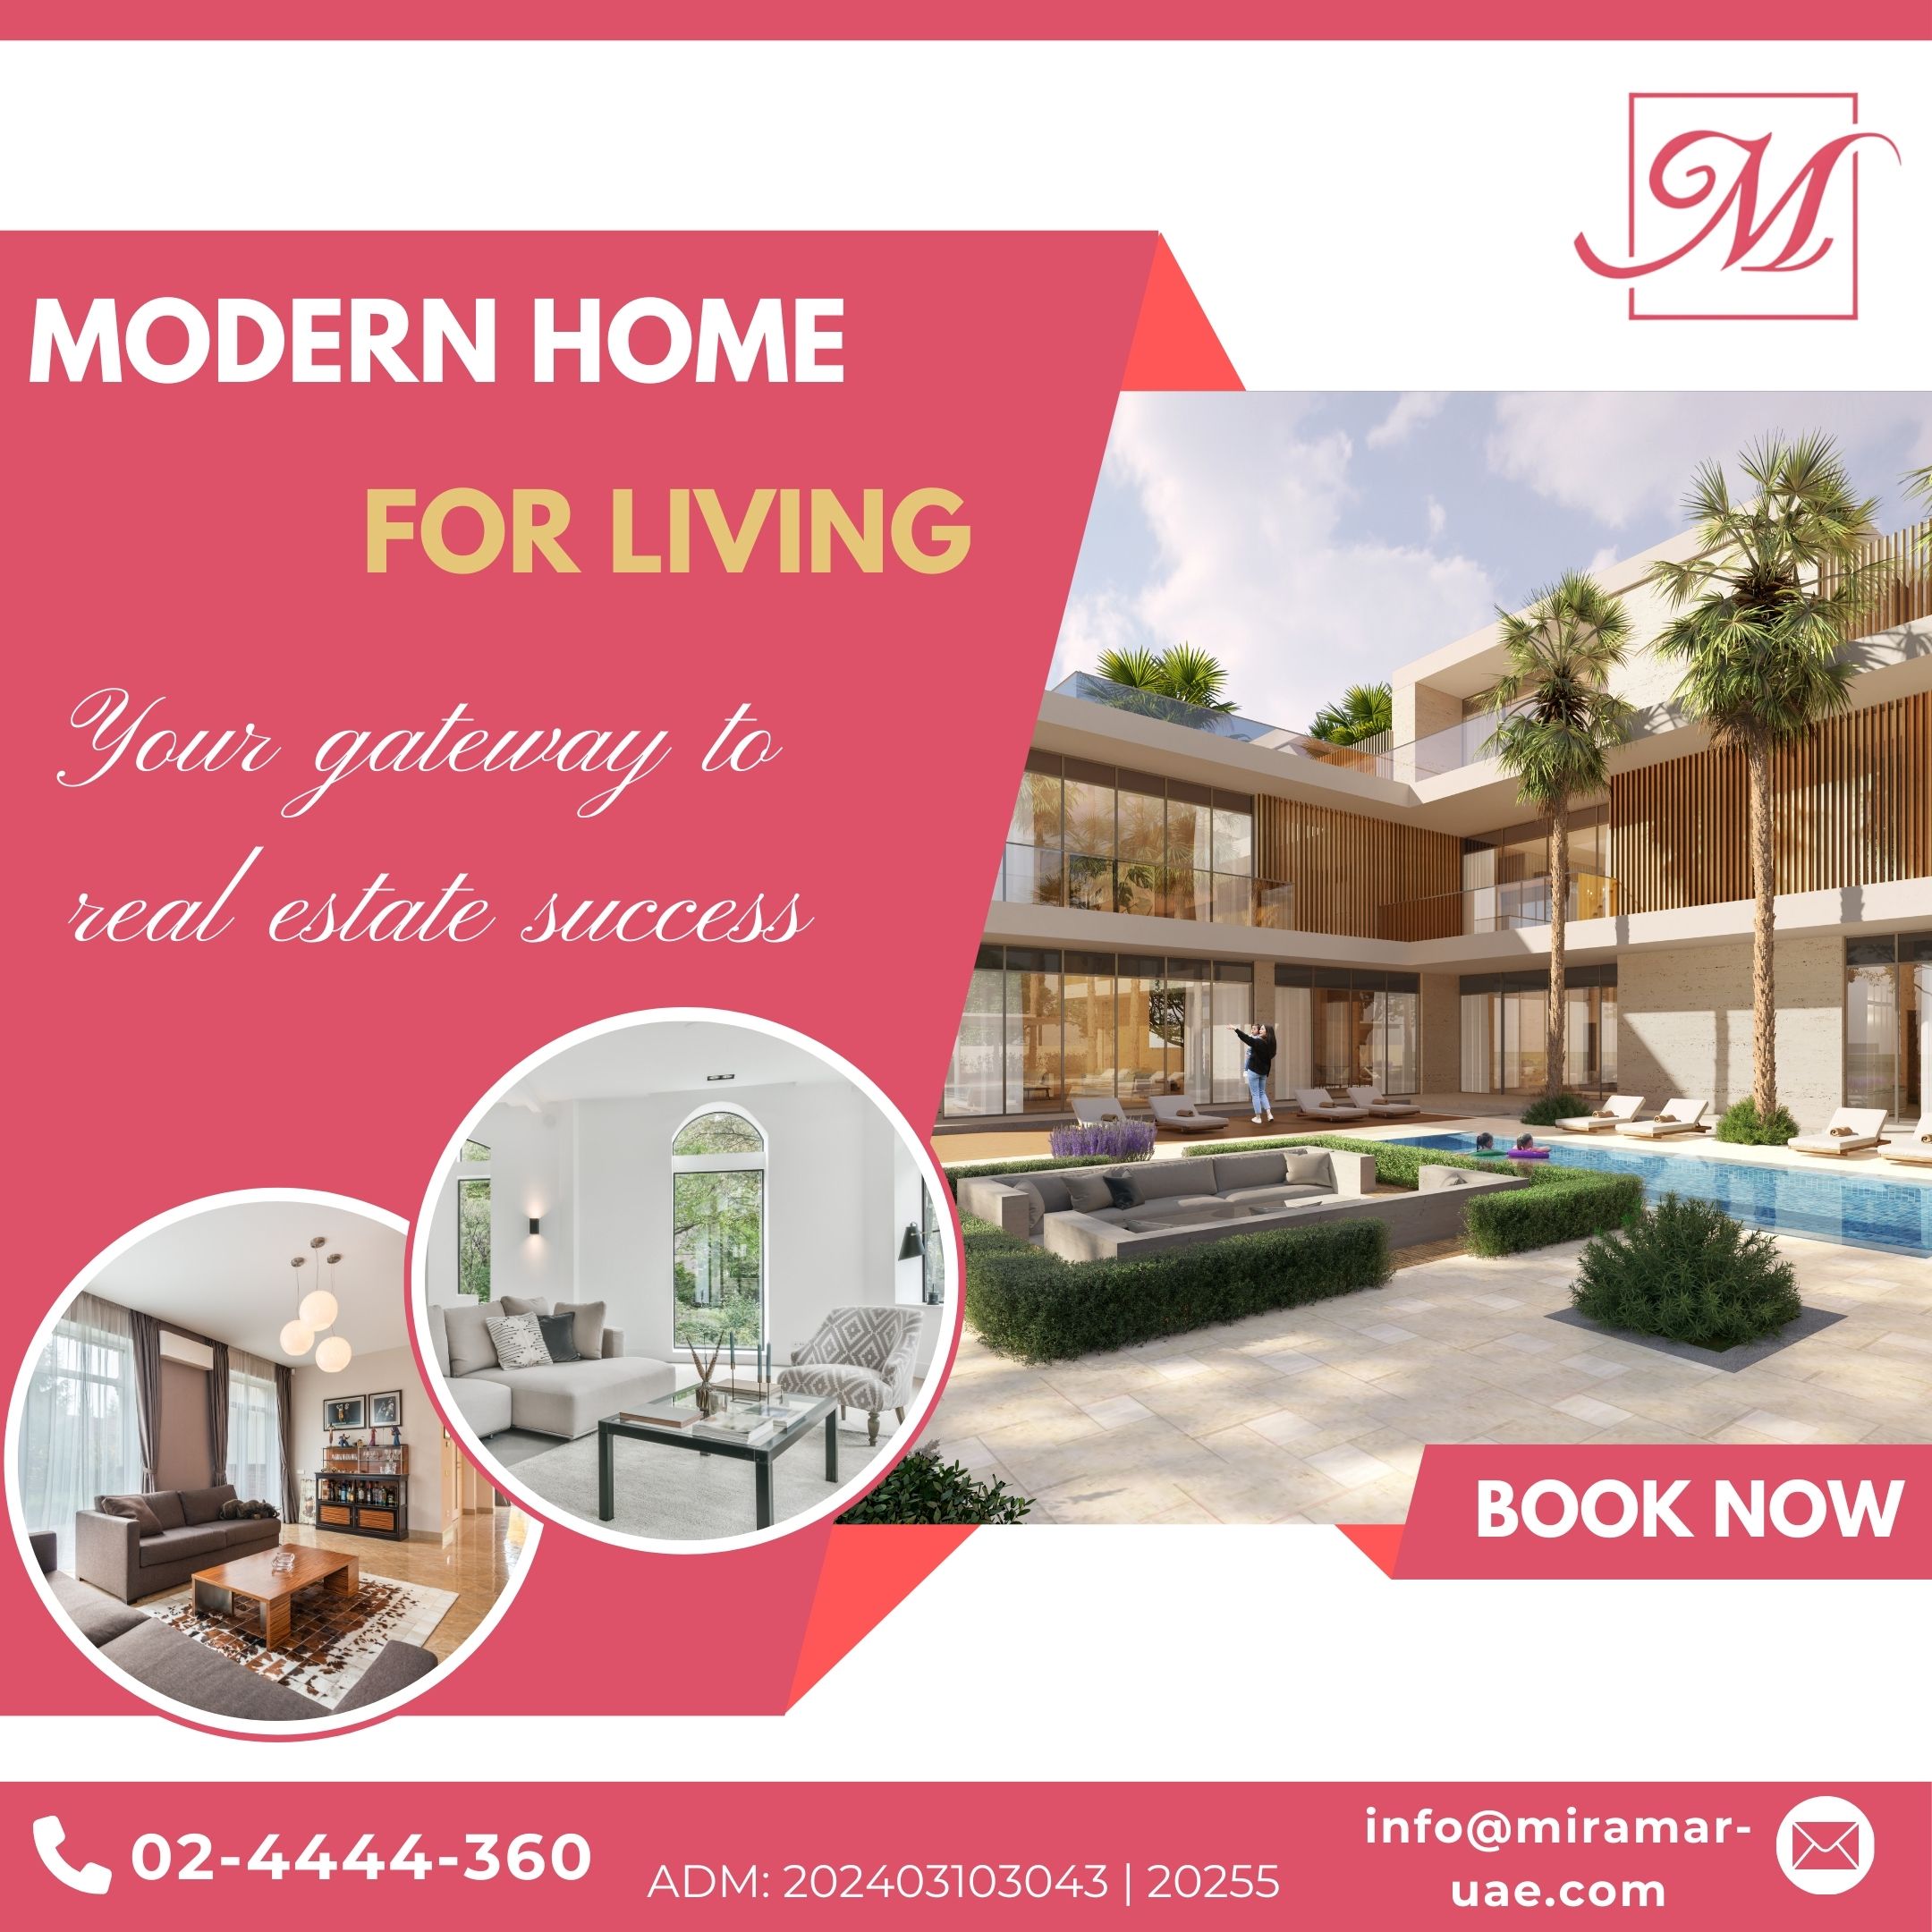 M
MODERN HOME
FOR LIVING
Your gateway to
real estate success
BOOK NOW
02-4444-360
ADM: 202403103043 | 20255
info@miramar-
uae.com